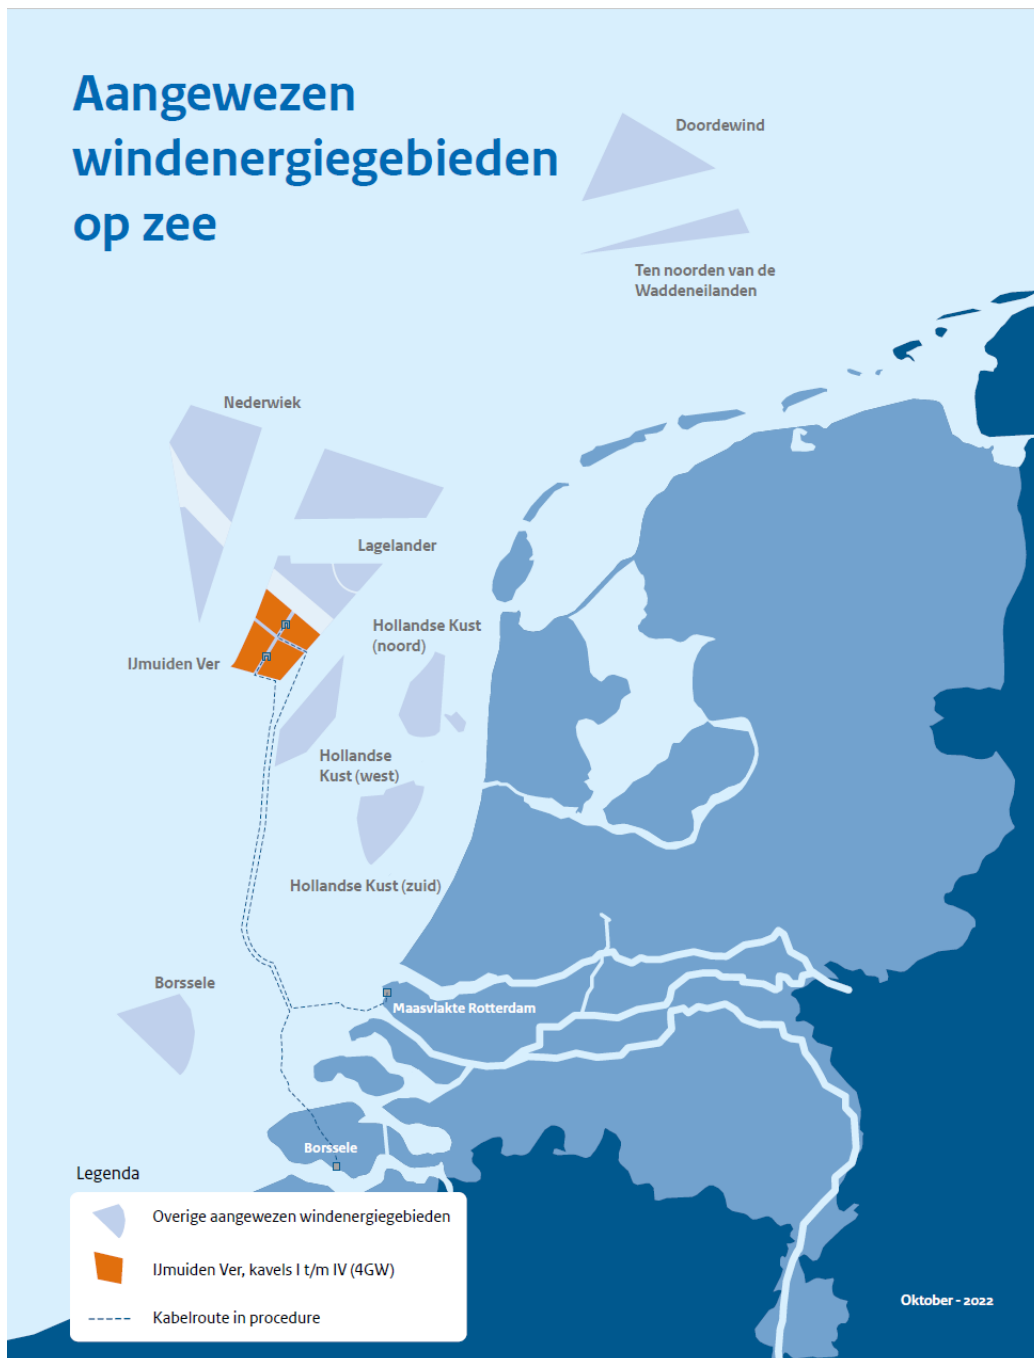 Aangewezen
windenergiegebieden
op zee
Doordewind
Ten noorden van de
Waddeneilanden
Nederwiek
Lagelander
Hollandse Kust
(noord)
IJmuiden Ver
Hollandse
Kust (west)
Hollandse Kust (zuid)
Borssele
Maasvlakte Rotterdam
Borssele
Legenda
Overige aangewezen windenergiegebieden
IJmuiden Ver, kavels I t/m IV (4GW)
Kabelroute in procedure
Oktober - 2022